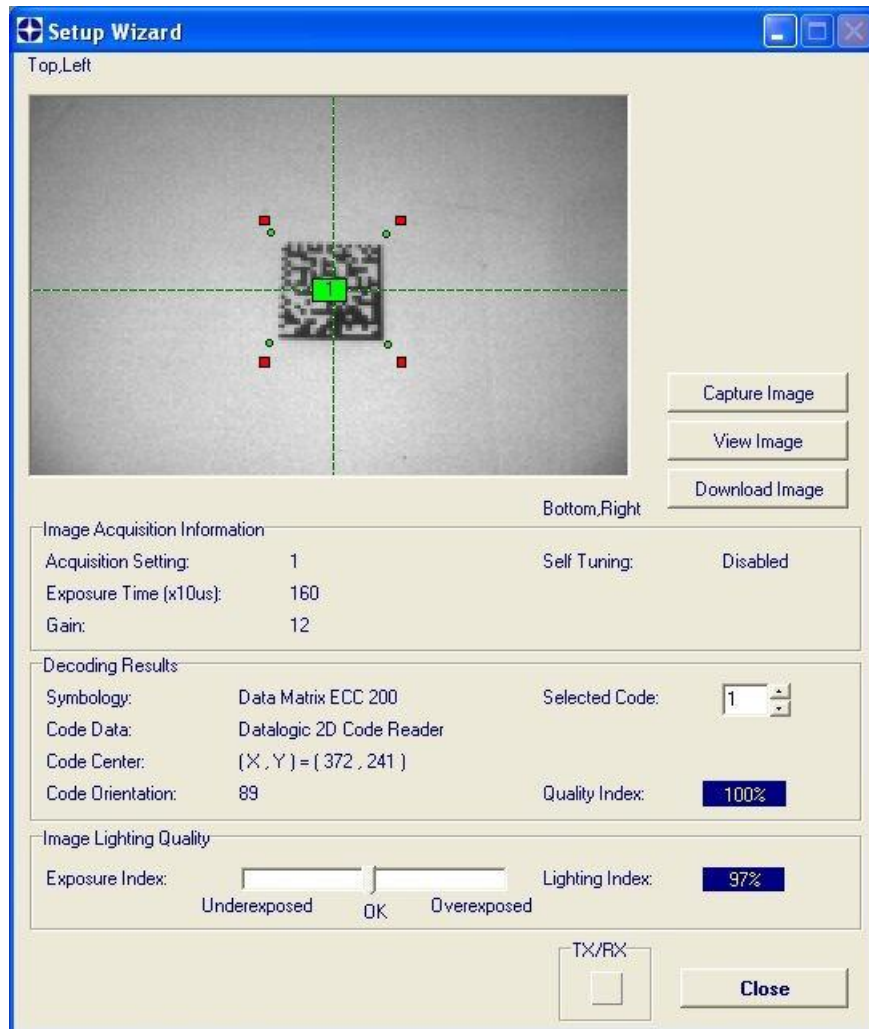 Setup Wizard
Top,Left
1
Capture Image
View Image
Download Image
Bottom,Right
Image Acquisition Information
Acquisition Setting: 1 Self Tuning: Disabled
Exposure Time (x10us): 160
Gain: 12
Decoding Results
Symbology: Data Matrix ECC 200 Selected Code: 1
Code Data: Datalogic 2D Code Reader
Code Center: ( X , Y ) = ( 372 , 241 )
Code Orientation: 89 Quality Index: 100%
Image Lighting Quality
Exposure Index: Lighting Index: 97%
Underexposed OK Overexposed
TX/RX
Close